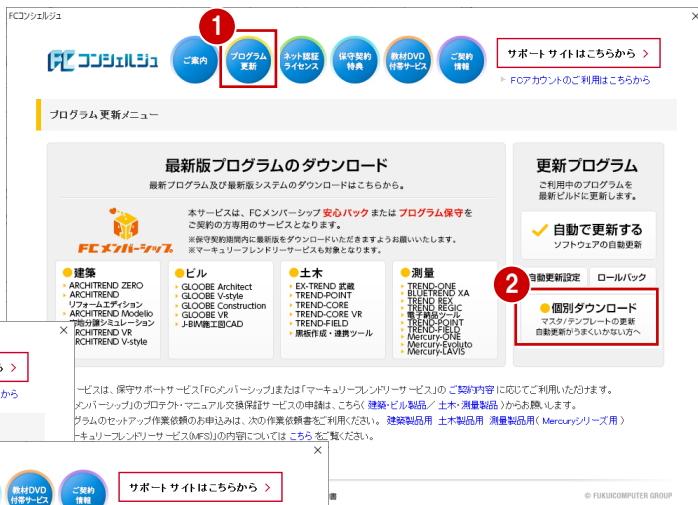 FCコンシェルジュ
1
FC コンシェルジュ
ご案内
プログラム
更新
ネット認証
ライセンス
保守契約
特典
教材DVD
付帯サービス
ご契約
情報
サポートサイトはこちらから >
FCアカウントのご利用はこちらから
プログラム更新メニュー
最新版プログラムのダウンロード
最新プログラム及び最新版システムのダウンロードはこちらから。
FCメンバーシップ
本サービスは、FCメンバーシップ 安心パック または プログラム保守を
ご契約の方専用のサービスとなります。
※保守契約期間内に最新版をダウンロードいただきますようお願いいたします。
※マーキュリーフレンドリーサービスも対象となります。
建築
ARCHITREND ZERO
ARCHITREND
リフォームエディション
ARCHITREND Modelio
地分譲シミュレーション
RCHITREND VR
RCHITREND V-style
ビル
GLOOBE Architect
GLOOBE V-style
GLOOBE Construction
GLOOBE VR
J-BIM施工図CAD
土木
EX-TREND 武蔵
TREND-POINT
TREND-CORE
TREND-CORE VR
TREND-FIELD
黒板作成・連携ツール
測量
TREND-ONE
BLUETREND XA
TREND REX
TREND REGIC
電子納品ツール
TREND-POINT
TREND-FIELD
Mercury-ONE
Mercury-Evoluto
Mercury-LAVIS
更新プログラム
ご利用中のプログラムを
最新ビルドに更新します。
自動で更新する
ソフトウェアの自動更新
自動更新設定
ロールバック
2
個別ダウンロード
マスタ/テンプレートの更新
自動更新がうまくいかない方へ
ービスは、保守サポートサービス「FCメンバーシップ」または「マーキュリーフレンドリーサービス」の ご契約内容 に応じてご利用いただけます。
メンバーシップ」のプロテクト・マニュアル交換保証サービスの申請は、こちら( 建築・ビル製品／ 土木・測量製品 )からお願いします。
グラムのセットアップ作業依頼のお申込みは、次の作業依頼書をご利用ください。 建築製品用 土木製品用 測量製品用( Mercuryシリーズ用 )
ーキュリーフレンドリーサービス(MFS)」の内容については こちら をご覧ください。
ら >
から
教材DVD
付帯サービス
ご契約
情報
サポートサイトはこちらから >
© FUKUICOMPUTER GROUP